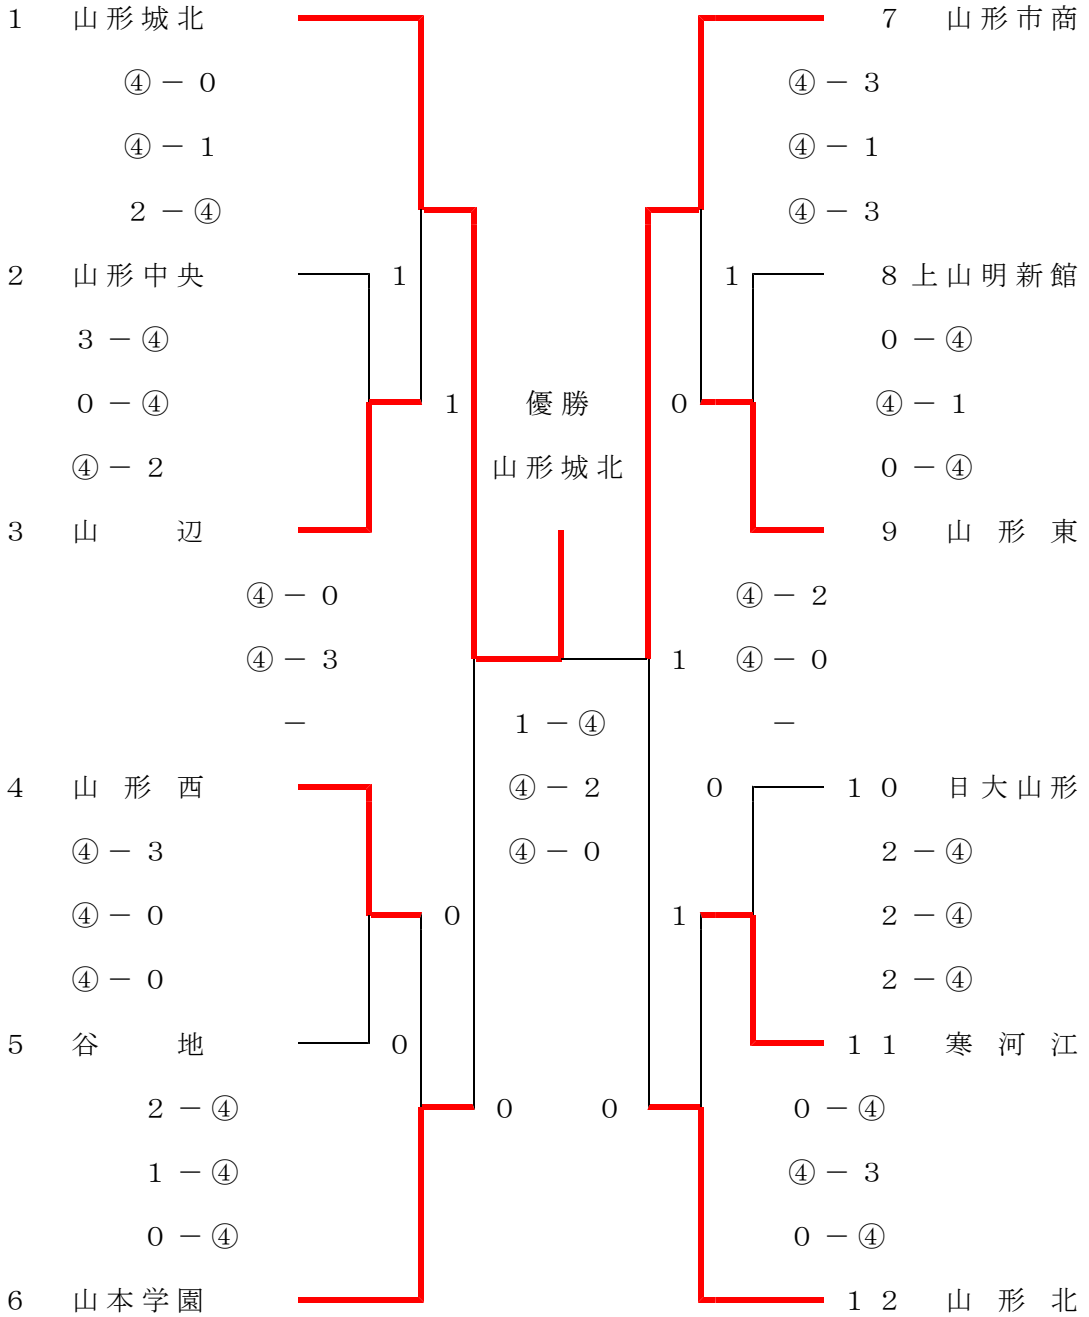 1 山形城北 7 山形市商
④－0 ④－3
④－1 ④－1
2－④ ④－3
2 山形中央 1 1 8 上山明新館
3－④ 0－④
0－④ 1 優勝 0 ④－1
④－2 山形城北 0－④
3 山辺 9 山形東
④－0 ④－2
④－3 1 ④－0
－ 1－④ －
4 山形西 ④－2 0 10 日大山形
④－3 ④－0 2－④
④－0 0 1 2－④
④－0 2－④
5 谷地 0 11 寒河江
2－④ 0 0 0－④
1－④ ④－3
0－④ 0－④
6 山本学園 12 山形北